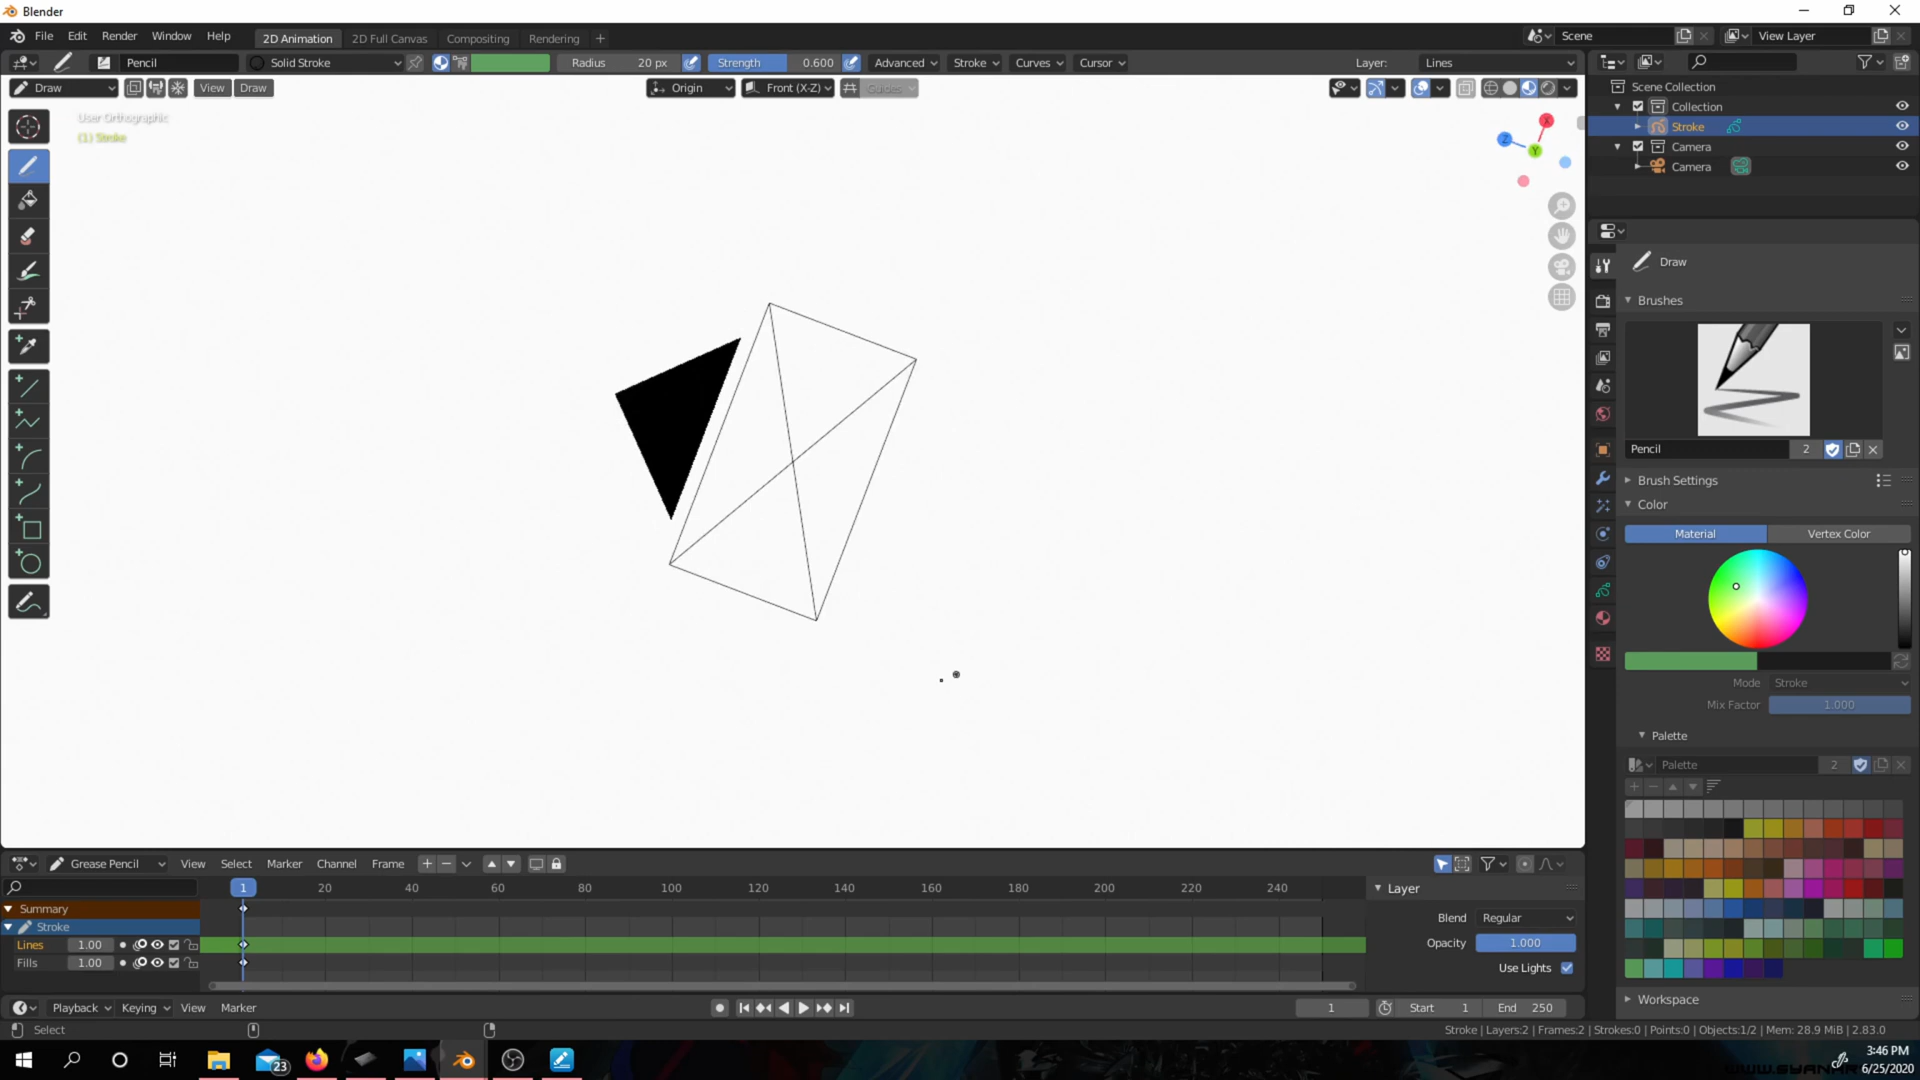 Blender
File Edit Render Window Help 2D Animation 2D Full Canvas Compositing Rendering + Scene View Layer
Pencil Solid Stroke Radius 20 px Strength 0.600 Advanced Stroke Curves Cursor Layer: Lines
Draw View Draw Origin Front (X-Z) Guides
Scene Collection
Collection
Stroke
Camera
Camera
User Orthographic
(1) Stroke
X
Z
Y
Draw
Brushes
Pencil 2
Brush Settings
Color
Material Vertex Color
Mode Stroke
Mix Factor 1.000
Palette
Palette 2
Workspace
Grease Pencil View Select Marker Channel Frame
1 20 40 60 80 100 120 140 160 180 200 220 240
Summary
Stroke
Lines 1.00
Fills 1.00
Layer
Blend Regular
Opacity 1.000
Use Lights
Playback Keying View Marker 1 Start 1 End 250
Select
Stroke | Layers:2 | Frames:2 | Strokes:0 | Points:0 | Objects:1/2 | Mem: 28.9 MiB | 2.83.0
23
3:46 PM
6/25/2020